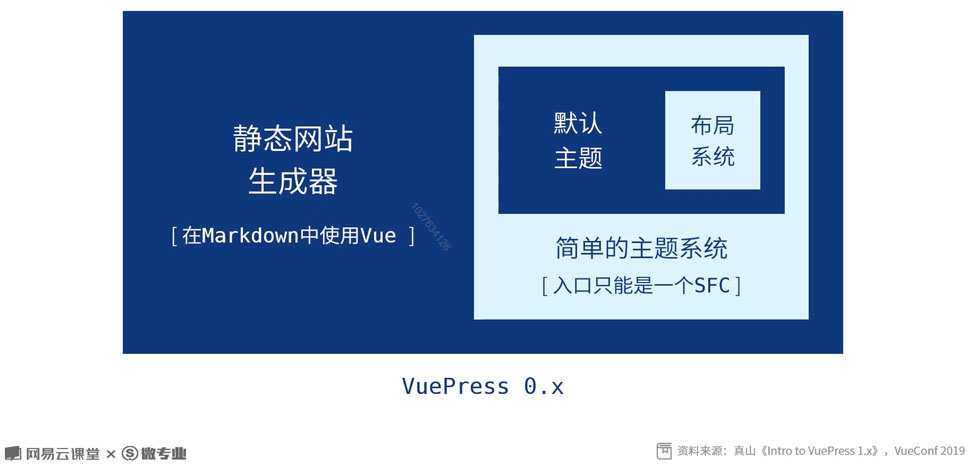 静态网站
生成器
[在Markdown中使用Vue ]
默认
主题
布局
系统
简单的主题系统
[入口只能是一个SFC]
1027634126
VuePress 0.x
网易云课堂 × 微专业
资料来源：真山《Intro to VuePress 1.x》，VueConf 2019